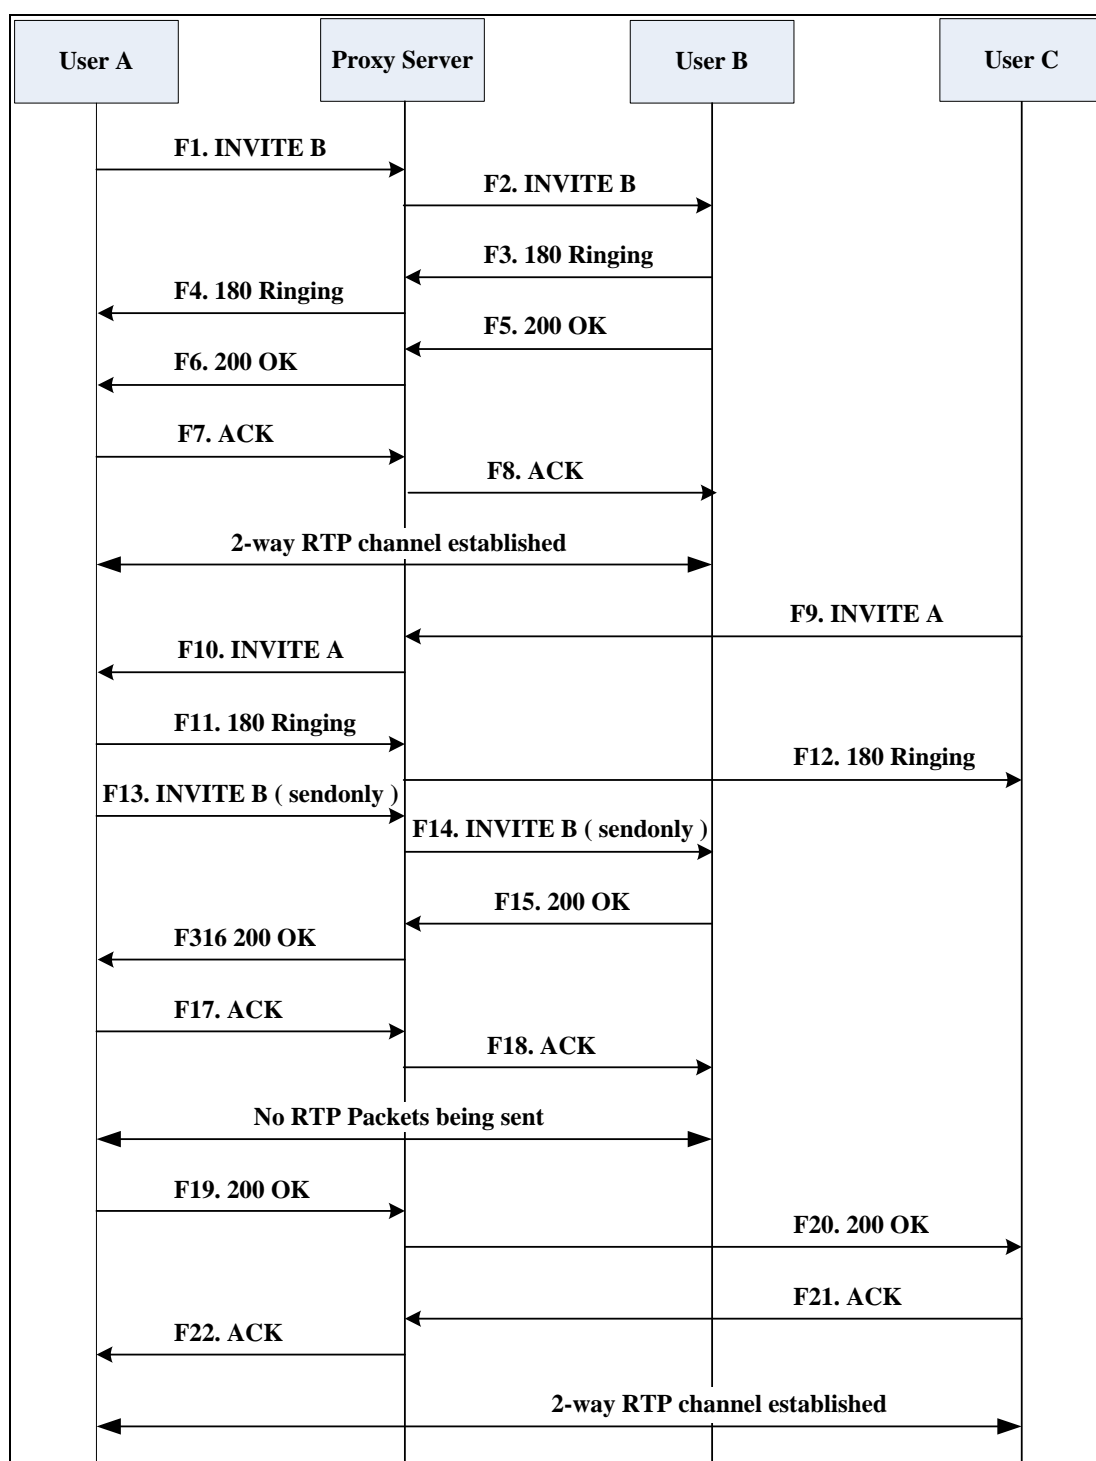 User A
Proxy Server
User B
User C
F1. INVITE B
F2. INVITE B
F3. 180 Ringing
F4. 180 Ringing
F5. 200 OK
F6. 200 OK
F7. ACK
F8. ACK
2-way RTP channel established
F9. INVITE A
F10. INVITE A
F11. 180 Ringing
F12. 180 Ringing
F13. INVITE B ( sendonly )
F14. INVITE B ( sendonly )
F15. 200 OK
F316 200 OK
F17. ACK
F18. ACK
No RTP Packets being sent
F19. 200 OK
F20. 200 OK
F21. ACK
F22. ACK
2-way RTP channel established